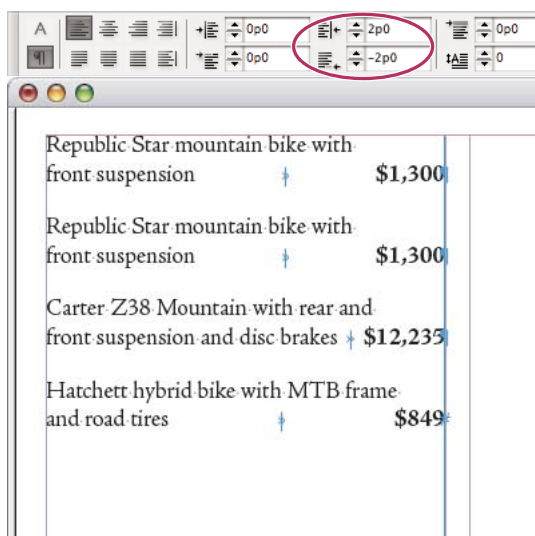 A 0p0 2p0 0p0
¶ 0p0 -2p0 0
Republic Star mountain bike with
front suspension $1,300
Republic Star mountain bike with
front suspension $1,300
Carter Z38 Mountain with rear and
front suspension and disc brakes $12,235
Hatchett hybrid bike with MTB frame
and road tires $849